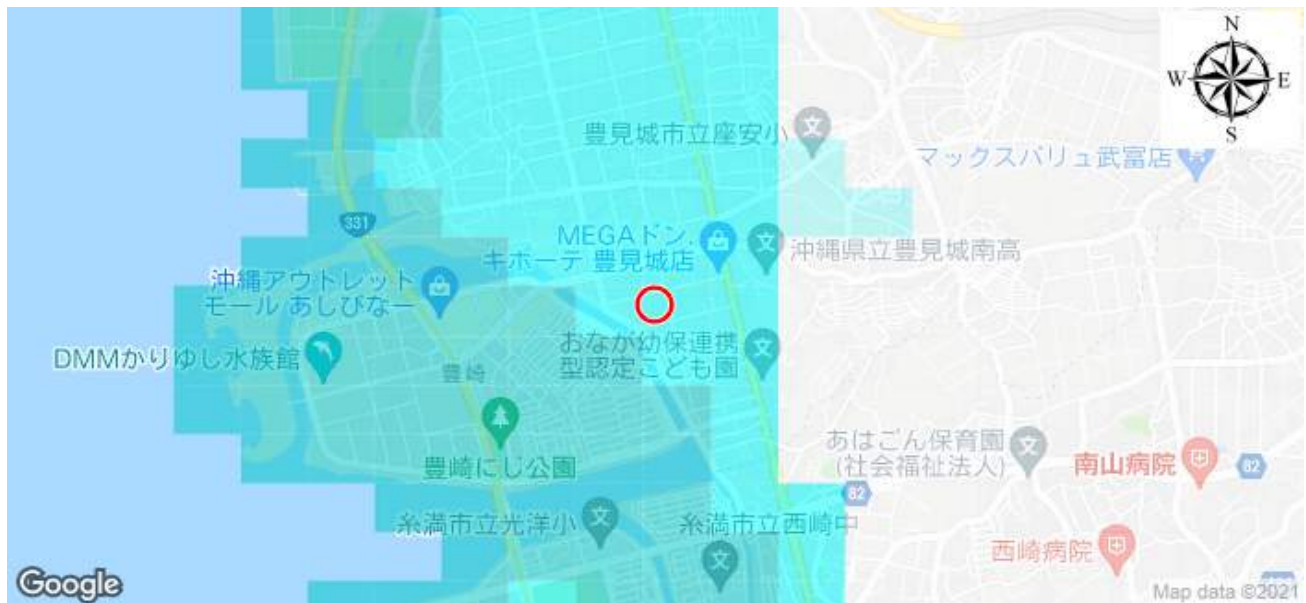 N
W
E
S
豊見城市立座安小
マックスバリュ武富店
331
MEGAドン.
キホーテ 豊見城店
沖縄県立豊見城南高
沖縄アウトレット
モール あしびなー
DMMかりゆし水族館
おなが幼保連携
型認定こども園
豊崎
豊崎にじ公園
あはごん保育園
(社会福祉法人)
南山病院
82
82
糸満市立光洋小
糸満市立西崎中
西崎病院
Google
Map data ©2021